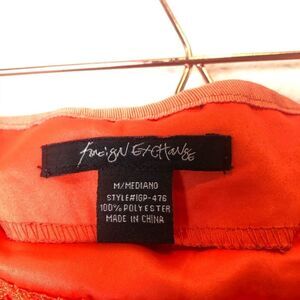 foreign exchange
M/MEDIANO
STYLE#IGP-476
100% POLYESTER
MADE IN CHINA